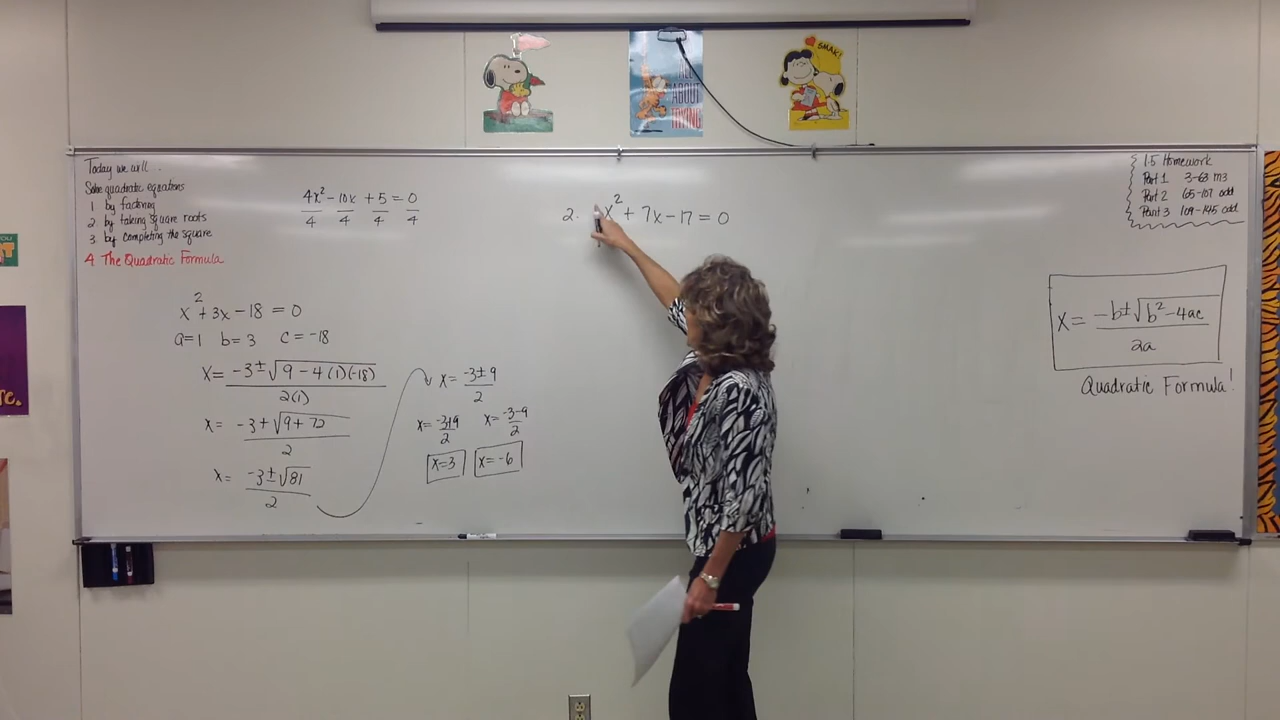 SMAK!
ALL
ABOUT
TRYING
Today we will...
Solve quadratic equations
1 by factoring
2 by taking square roots
3. by completing the square
4 The Quadratic Formula
4x² - 10x + 5 = 0
4 4 4 4
x² + 3x - 18 = 0
a=1 b=3 c=-18
x= -3±√9-4(1)(-18)
2(1)
x= -3±√9+72
2
x= -3±√81
2
x= -3±9
2
x= -3+9 x= -3-9
2 2
x=3 x=-6
2. x² + 7x - 17 = 0
1.5 Homework
Part 1 3-63 m3
Part 2 65-107 odd
Part 3 109-145 odd
x= -b±√b²-4ac
2a
Quadratic Formula!